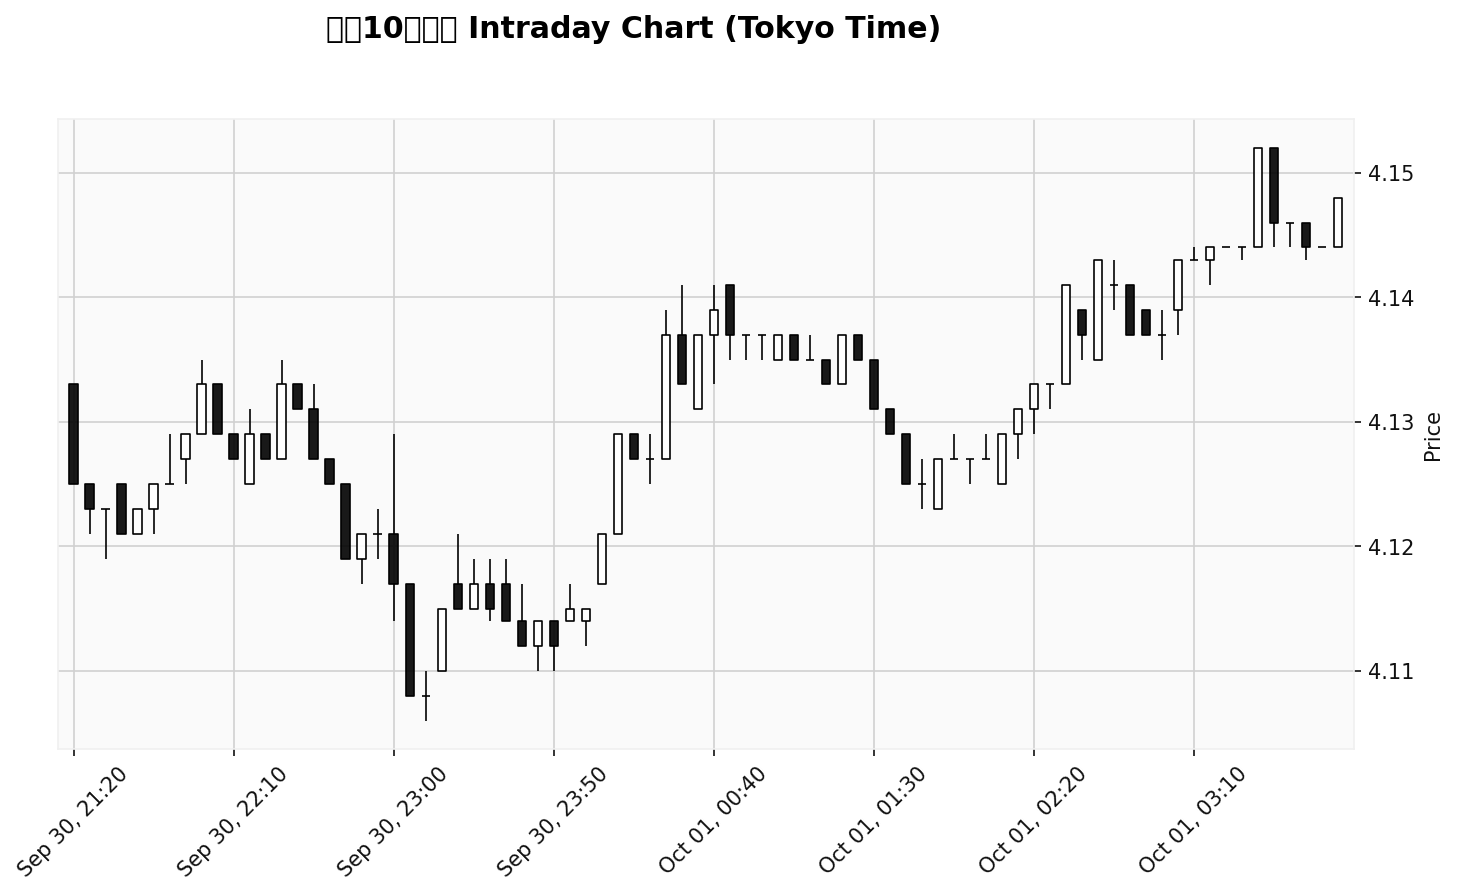 10 Intraday Chart (Tokyo Time)
4.15
4.14
4.13
4.12
4.11
Price
Sep 30, 21:20
Sep 30, 22:10
Sep 30, 23:00
Sep 30, 23:50
Oct 01, 00:40
Oct 01, 01:30
Oct 01, 02:20
Oct 01, 03:10